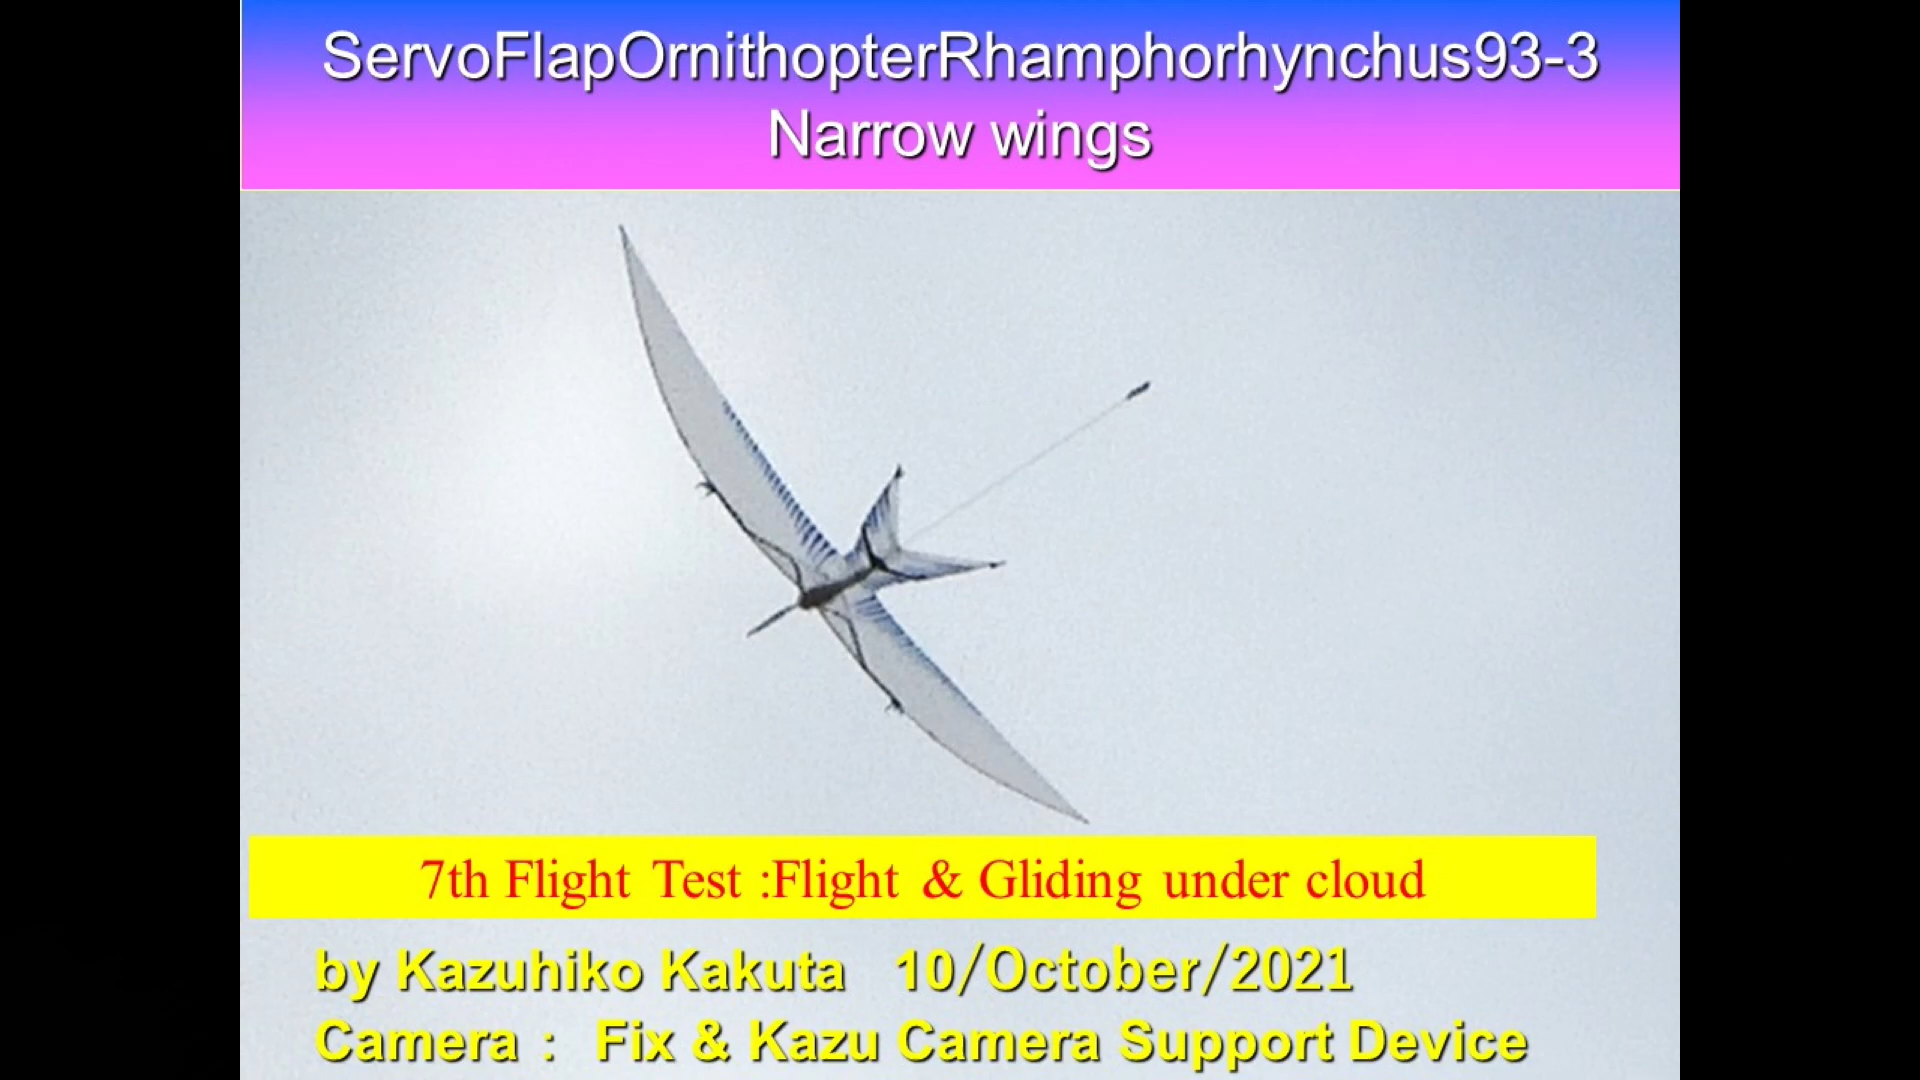 ServoFlapOrnithopterRhamphorhynchus93-3
Narrow wings
7th Flight Test :Flight & Gliding under cloud
by Kazuhiko Kakuta 10/October/2021
Camera : Fix & Kazu Camera Support Device